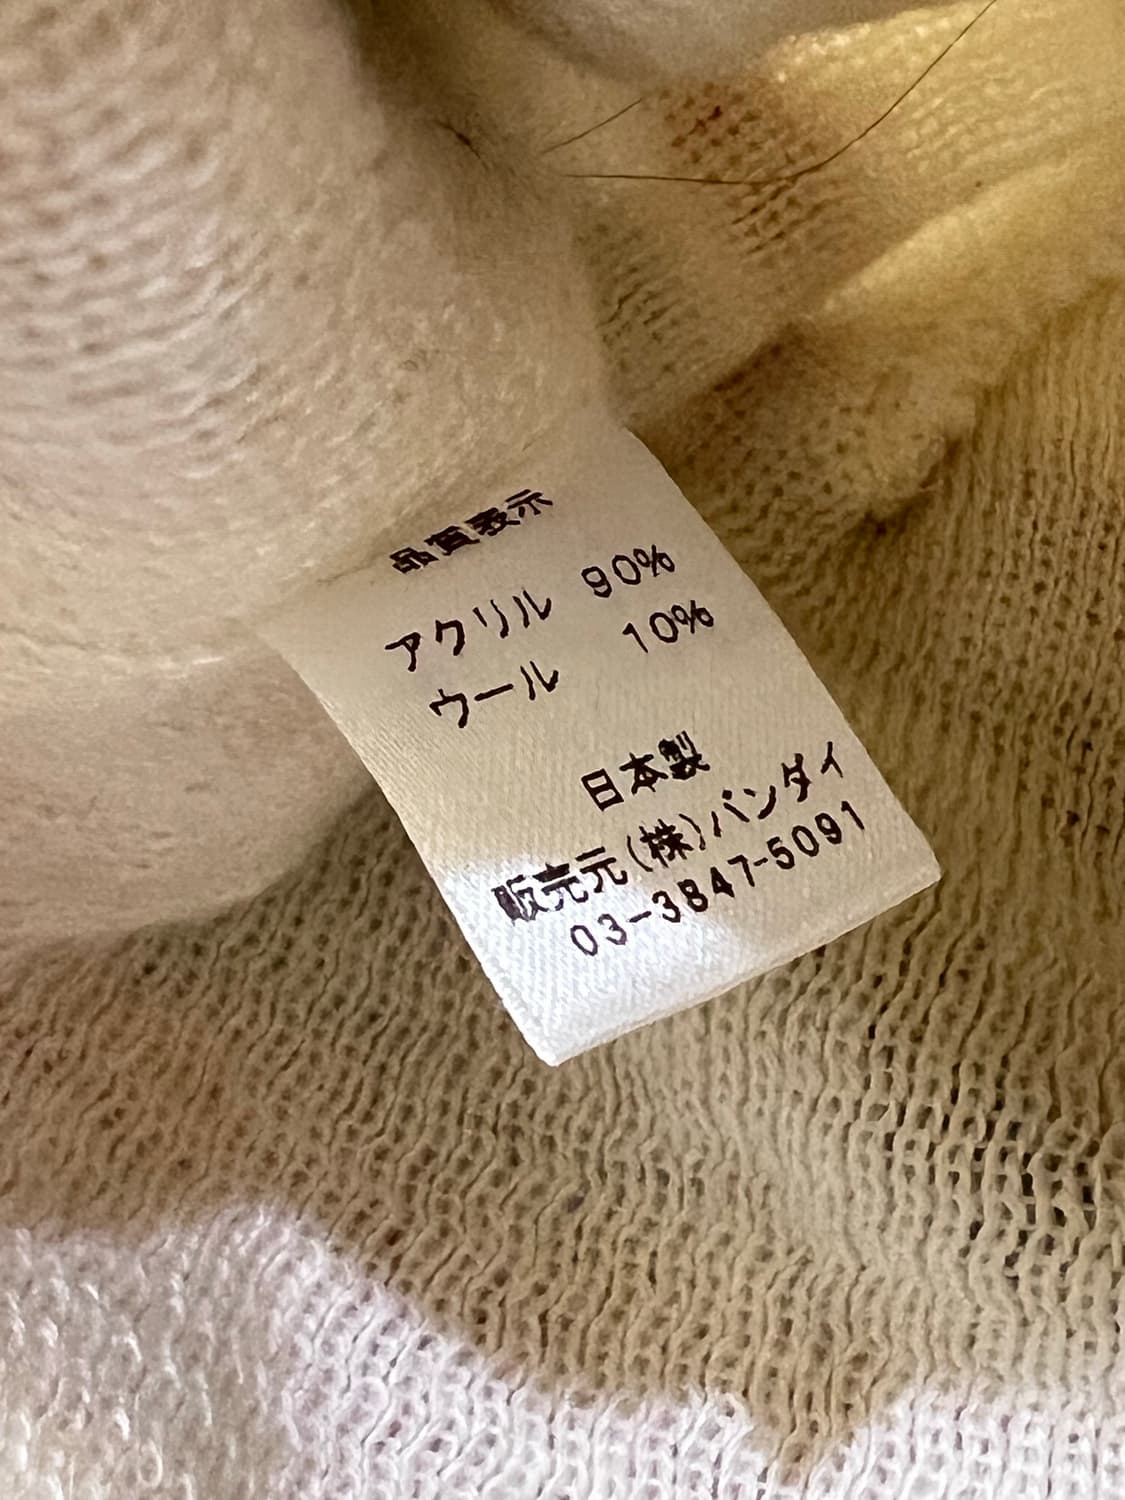 品質表示
アクリル 90%
ウール 10%
日本製
販売元(株)バンダイ
03-3847-5091